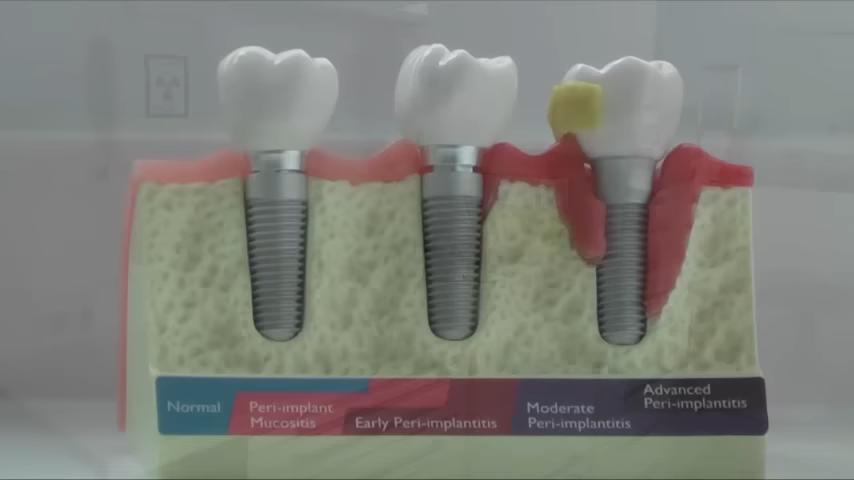 Normal
Peri-implant
Mucositis
Early Peri-implantitis
Moderate
Peri-implantitis
Advanced
Peri-implantitis